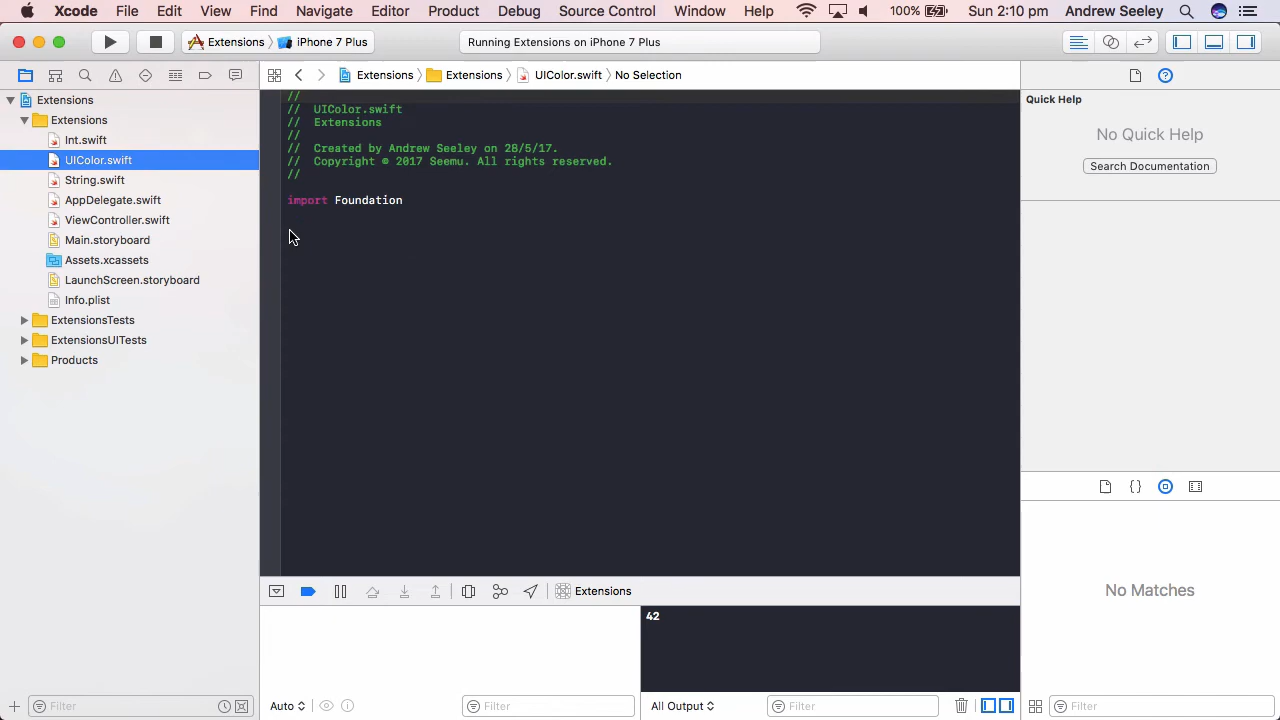 Xcode File Edit View Find Navigate Editor Product Debug Source Control Window Help 100% Sun 2:10 pm Andrew Seeley
Extensions iPhone 7 Plus
Running Extensions on iPhone 7 Plus
Extensions Extensions UIColor.swift No Selection
Extensions
Extensions
Int.swift
UIColor.swift
String.swift
AppDelegate.swift
ViewController.swift
Main.storyboard
Assets.xcassets
LaunchScreen.storyboard
Info.plist
ExtensionsTests
ExtensionsUITests
Products
Filter
//
// UIColor.swift
// Extensions
//
// Created by Andrew Seeley on 28/5/17.
// Copyright © 2017 Seemu. All rights reserved.
//
import Foundation
Extensions
42
Auto
Filter
All Output
Filter
Quick Help
No Quick Help
Search Documentation
{}
No Matches
Filter